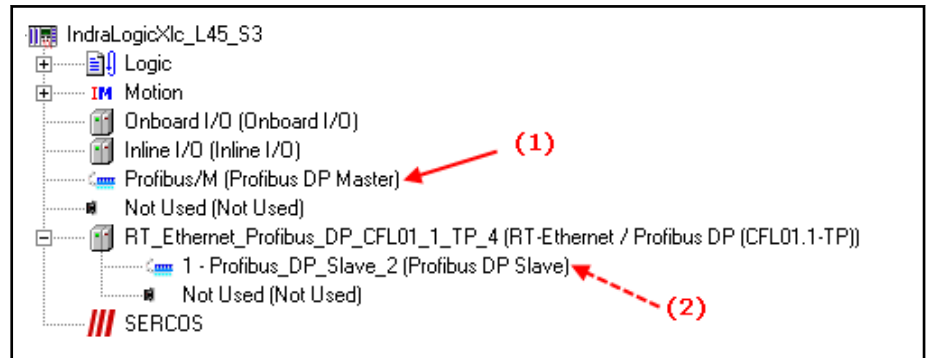 IndraLogicXlc_L45_S3
Logic
IM Motion
Onboard I/O (Onboard I/O)
Inline I/O (Inline I/O)
(1)
Profibus/M (Profibus DP Master)
Not Used (Not Used)
RT_Ethernet_Profibus_DP_CFL01_1_TP_4 (RT-Ethernet / Profibus DP (CFL01.1-TP))
1 - Profibus_DP_Slave_2 (Profibus DP Slave)
Not Used (Not Used)
(2)
SERCOS